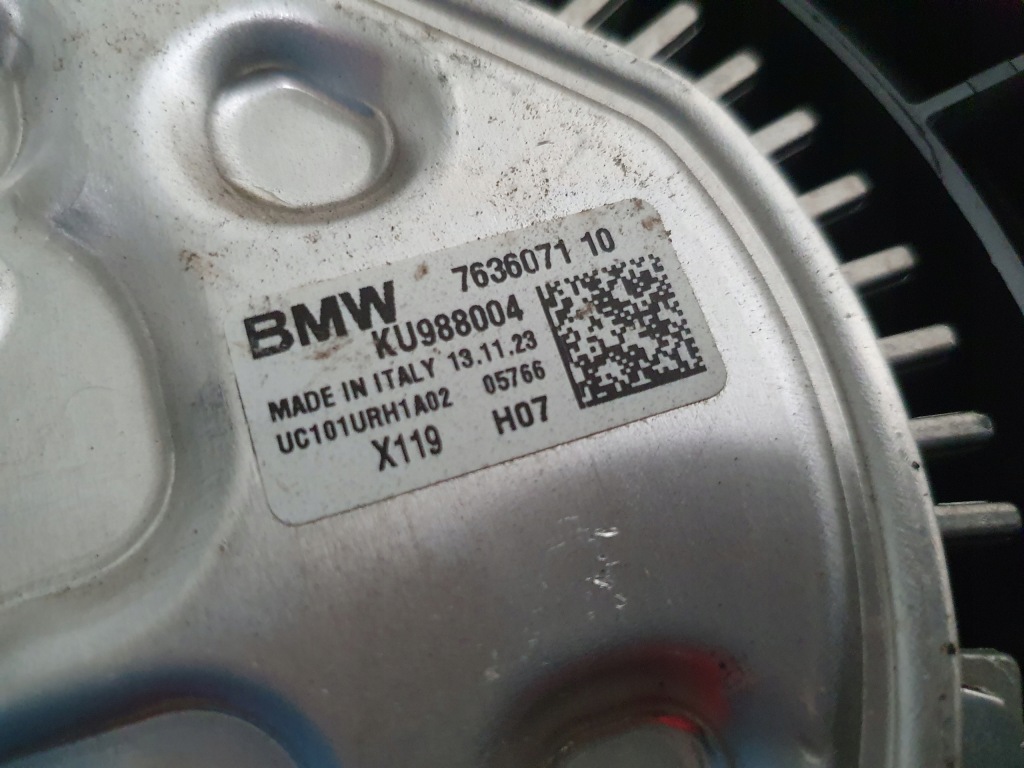 BMW 7636071 10
KU988004
MADE IN ITALY 13.11.23
UC101URH1A02 05766
X119 H07